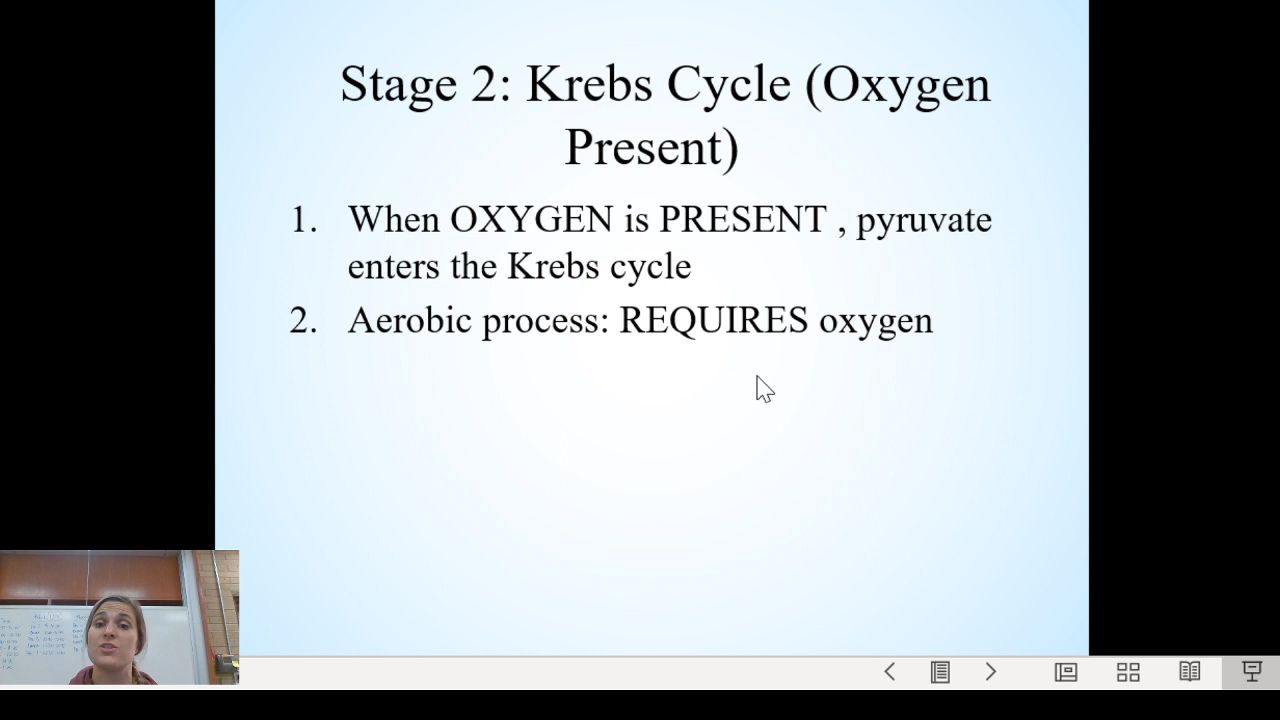 Stage 2: Krebs Cycle (Oxygen
Present)
1. When OXYGEN is PRESENT , pyruvate
enters the Krebs cycle
2. Aerobic process: REQUIRES oxygen